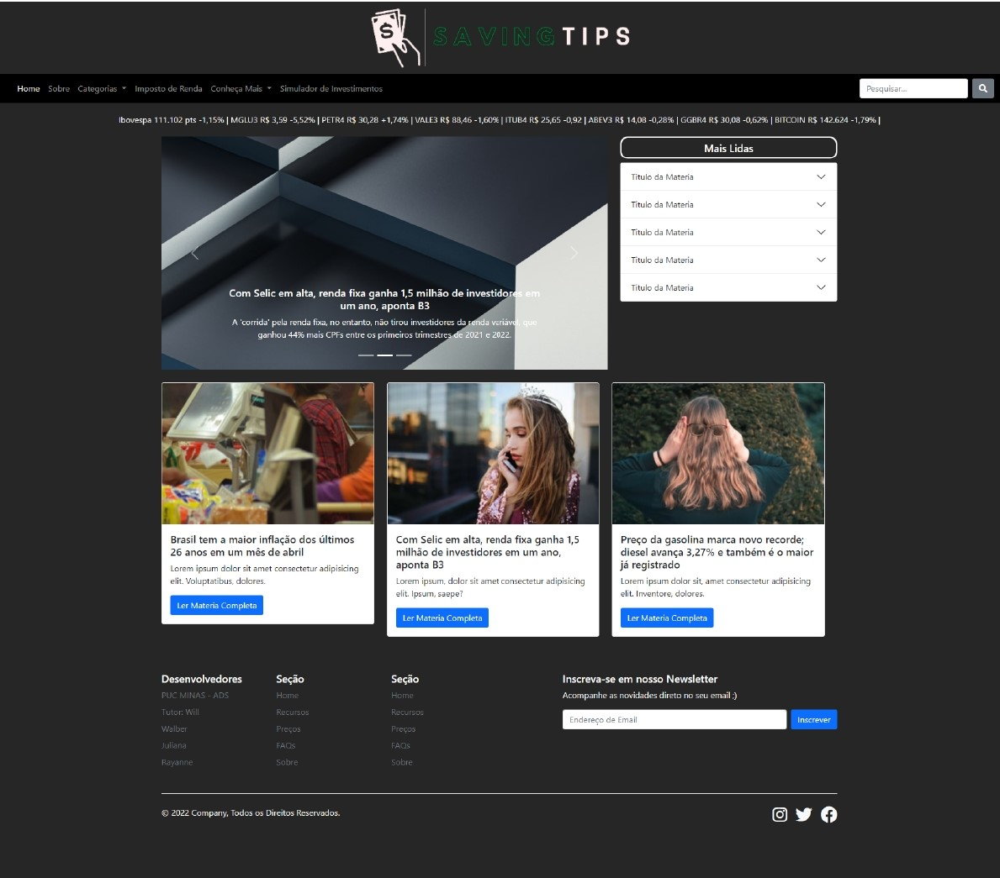 $
SAVING TIPS
Home Sobre Categorias Imposto de Renda Conheça Mais Simulador de Investimentos Pesquisar...
Ibovespa 111.102 pts -1,15% | MGLU3 R$ 3,59 -5,52% | PETR4 R$ 30,28 +1,74% | VALE3 R$ 88,46 -1,60% | ITUB4 R$ 25,65 -0,92 | ABEV3 R$ 14,08 -0,28% | GGBR4 R$ 30,08 -0,62% | BITCOIN R$ 142.624 -1,79% |
Com Selic em alta, renda fixa ganha 1,5 milhão de investidores em
um ano, aponta B3
A 'corrida' pela renda fixa, no entanto, não tirou investidores da renda variável, que
ganhou 44% mais CPFs entre os primeiros trimestres de 2021 e 2022.
Mais Lidas
Titulo da Materia
Titulo da Materia
Titulo da Materia
Titulo da Materia
Titulo da Materia
Brasil tem a maior inflação dos últimos
26 anos em um mês de abril
Lorem ipsum dolor sit amet consectetur adipisicing
elit. Voluptatibus, dolores.
Ler Materia Completa
Com Selic em alta, renda fixa ganha 1,5
milhão de investidores em um ano,
aponta B3
Lorem ipsum, dolor sit amet consectetur adipisicing
elit. Ipsum, saepe?
Ler Materia Completa
Preço da gasolina marca novo recorde;
diesel avança 3,27% e também é o maior
já registrado
Lorem ipsum dolor sit, amet consectetur adipisicing
elit. Inventore, dolores.
Ler Materia Completa
Desenvolvedores
PUC MINAS - ADS
Tutor: Will
Walber
Juliana
Rayanne
Seção
Home
Recursos
Preços
FAQs
Sobre
Seção
Home
Recursos
Preços
FAQs
Sobre
Inscreva-se em nosso Newsletter
Acompanhe as novidades direto no seu email ;)
Endereço de Email Inscrever
© 2022 Company, Todos os Direitos Reservados.